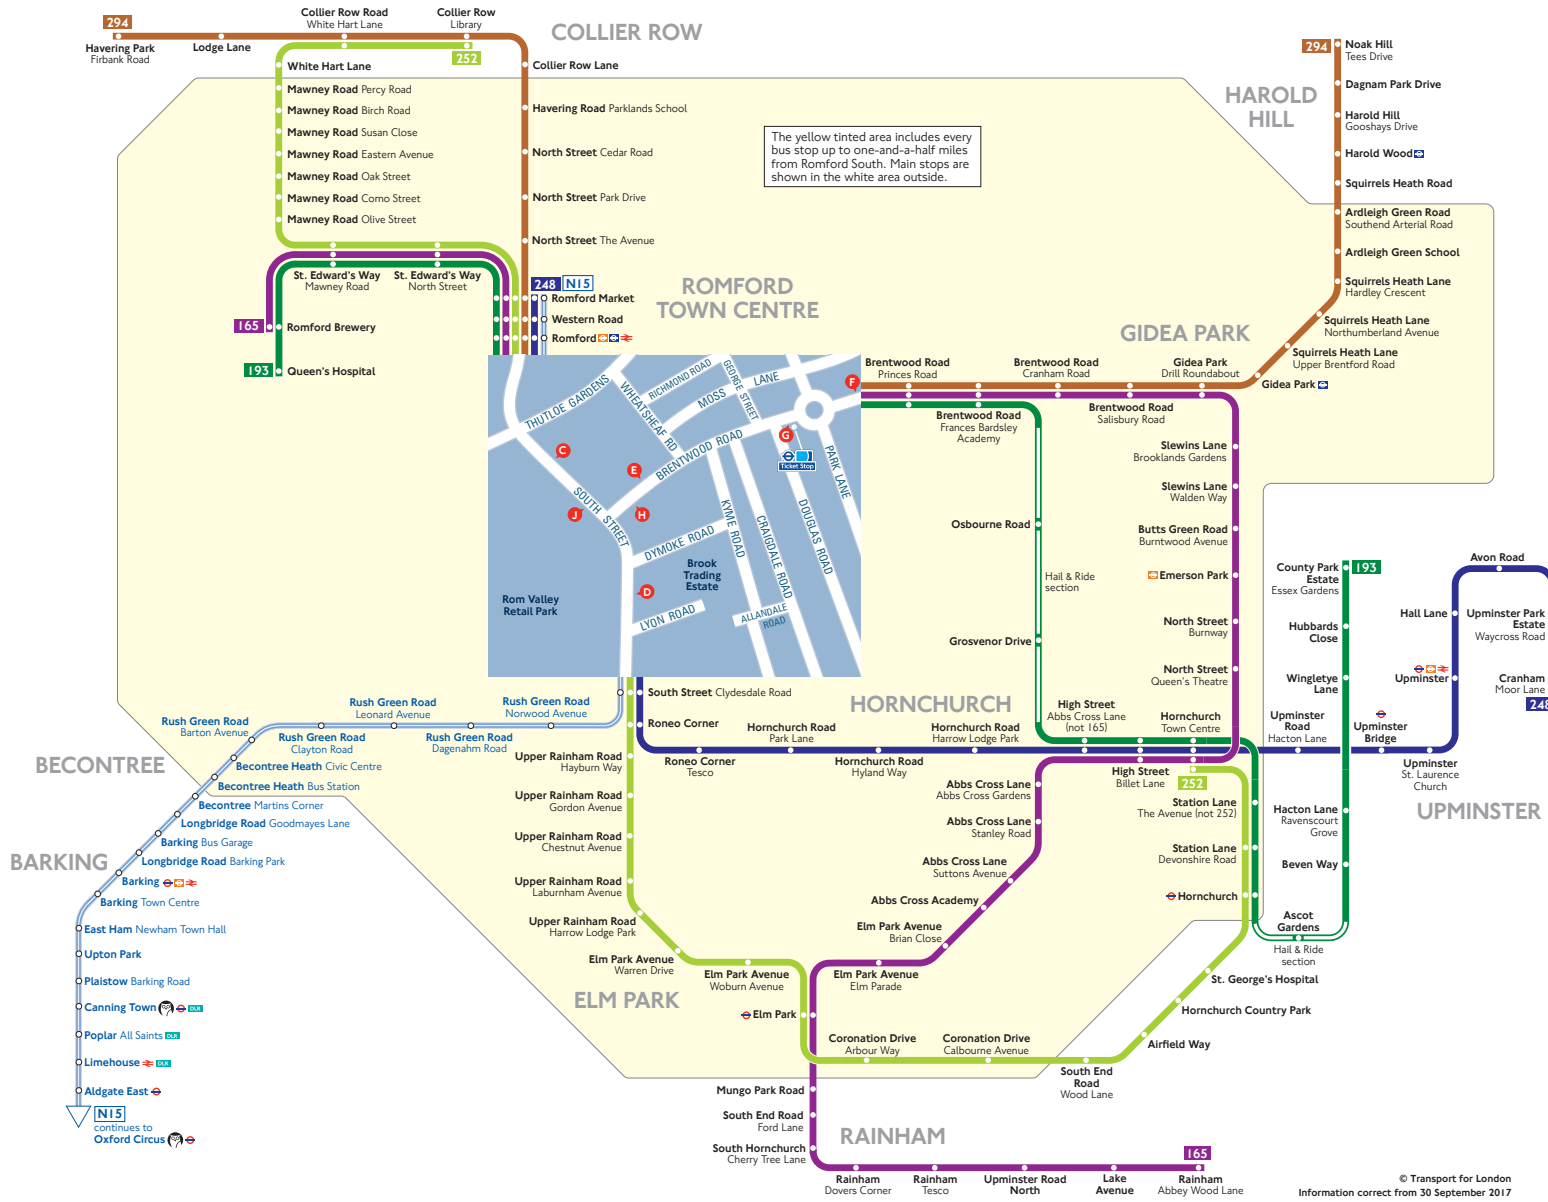 294
Havering Park
Firbank Road
Lodge Lane
Collier Row Road
White Hart Lane
Collier Row
Library
252
COLLIER ROW
Collier Row Lane
White Hart Lane
Mawney Road Percy Road
Mawney Road Birch Road
Mawney Road Susan Close
Mawney Road Eastern Avenue
Mawney Road Oak Street
Mawney Road Como Street
Mawney Road Olive Street
Havering Road Parklands School
North Street Cedar Road
North Street Park Drive
North Street The Avenue
St. Edward's Way
Mawney Road
St. Edward's Way
North Street
165
Romford Brewery
193
Queen's Hospital
248
N15
Romford Market
Western Road
Romford
ROMFORD
TOWN CENTRE
The yellow tinted area includes every
bus stop up to one-and-a-half miles
from Romford South. Main stops are
shown in the white area outside.
294
Noak Hill
Tees Drive
Dagnam Park Drive
HAROLD
HILL
Harold Hill
Gooshays Drive
Harold Wood
Squirrels Heath Road
Ardleigh Green Road
Southend Arterial Road
Ardleigh Green School
Squirrels Heath Lane
Hardley Crescent
Squirrels Heath Lane
Northumberland Avenue
Squirrels Heath Lane
Upper Brentford Road
Gidea Park
GIDEA PARK
Brentwood Road
Princes Road
Brentwood Road
Cranham Road
Gidea Park
Drill Roundabout
Brentwood Road
Frances Bardsley
Academy
Brentwood Road
Salisbury Road
THUTLOE GARDENS
WHEATSHEAF RD
RICHMOND ROAD
GEORGE STREET
MOSS
LANE
BRENTWOOD ROAD
SOUTH STREET
PARK LANE
DYMOKE ROAD
KYME ROAD
CRAIGDALE ROAD
DOUGLAS ROAD
LYON ROAD
ALLANDALE
ROAD
Brook
Trading
Estate
Rom Valley
Retail Park
Ticket Stop
C
E
F
G
J
H
D
Slewins Lane
Brooklands Gardens
Slewins Lane
Walden Way
Butts Green Road
Burntwood Avenue
Emerson Park
North Street
Burnway
North Street
Queen's Theatre
Osbourne Road
Hail & Ride
section
Grosvenor Drive
HORNCHURCH
High Street
Abbs Cross Lane
(not 165)
Hornchurch
Town Centre
County Park
Estate
Essex Gardens
193
Hubbards
Close
Wingletye
Lane
Upminster
Road
Hacton Lane
Upminster
Bridge
Upminster
St. Laurence
Church
UPMINSTER
Avon Road
Hall Lane
Upminster
Upminster Park
Estate
Waycross Road
Cranham
Moor Lane
248
Hacton Lane
Ravenscourt
Grove
Beven Way
Ascot
Gardens
Hail & Ride
section
South Street Clydesdale Road
Roneo Corner
Roneo Corner
Tesco
Hornchurch Road
Park Lane
Hornchurch Road
Hyland Way
Hornchurch Road
Harrow Lodge Park
High Street
Billet Lane
252
Station Lane
The Avenue (not 252)
Station Lane
Devonshire Road
Hornchurch
St. George's Hospital
Hornchurch Country Park
Airfield Way
South End
Road
Wood Lane
Coronation Drive
Calbourne Avenue
Coronation Drive
Arbour Way
Abbs Cross Lane
Abbs Cross Gardens
Abbs Cross Lane
Stanley Road
Abbs Cross Lane
Suttons Avenue
Abbs Cross Academy
Elm Park Avenue
Brian Close
Elm Park Avenue
Elm Parade
Elm Park
Upper Rainham Road
Hayburn Way
Upper Rainham Road
Gordon Avenue
Upper Rainham Road
Chestnut Avenue
Upper Rainham Road
Laburnham Avenue
Upper Rainham Road
Harrow Lodge Park
Elm Park Avenue
Warren Drive
Elm Park Avenue
Woburn Avenue
ELM PARK
Mungo Park Road
South End Road
Ford Lane
South Hornchurch
Cherry Tree Lane
RAINHAM
Rainham
Dovers Corner
Rainham
Tesco
Upminster Road
North
Lake
Avenue
165
Rainham
Abbey Wood Lane
Rush Green Road
Norwood Avenue
Rush Green Road
Dagenahm Road
Rush Green Road
Leonard Avenue
Rush Green Road
Clayton Road
Rush Green Road
Barton Avenue
BECONTREE
Becontree Heath Civic Centre
Becontree Heath Bus Station
Becontree Martins Corner
Longbridge Road Goodmayes Lane
Barking Bus Garage
Longbridge Road Barking Park
BARKING
Barking
Barking Town Centre
East Ham Newham Town Hall
Upton Park
Plaistow Barking Road
Canning Town DLR
Poplar All Saints DLR
Limehouse DLR
Aldgate East
N15
continues to
Oxford Circus
© Transport for London
Information correct from 30 September 2017